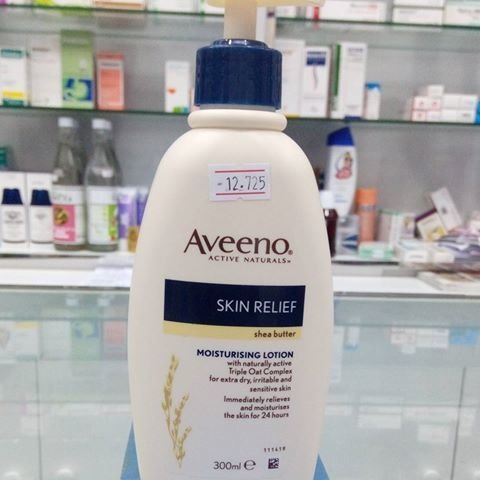 -12.725
Aveeno®
ACTIVE NATURALS™
SKIN RELIEF
shea butter
MOISTURISING LOTION
with naturally active
Triple Oat Complex
for extra dry, irritable and
sensitive skin
Immediately relieves
and moisturises
the skin for 24 hours
300ml ℮